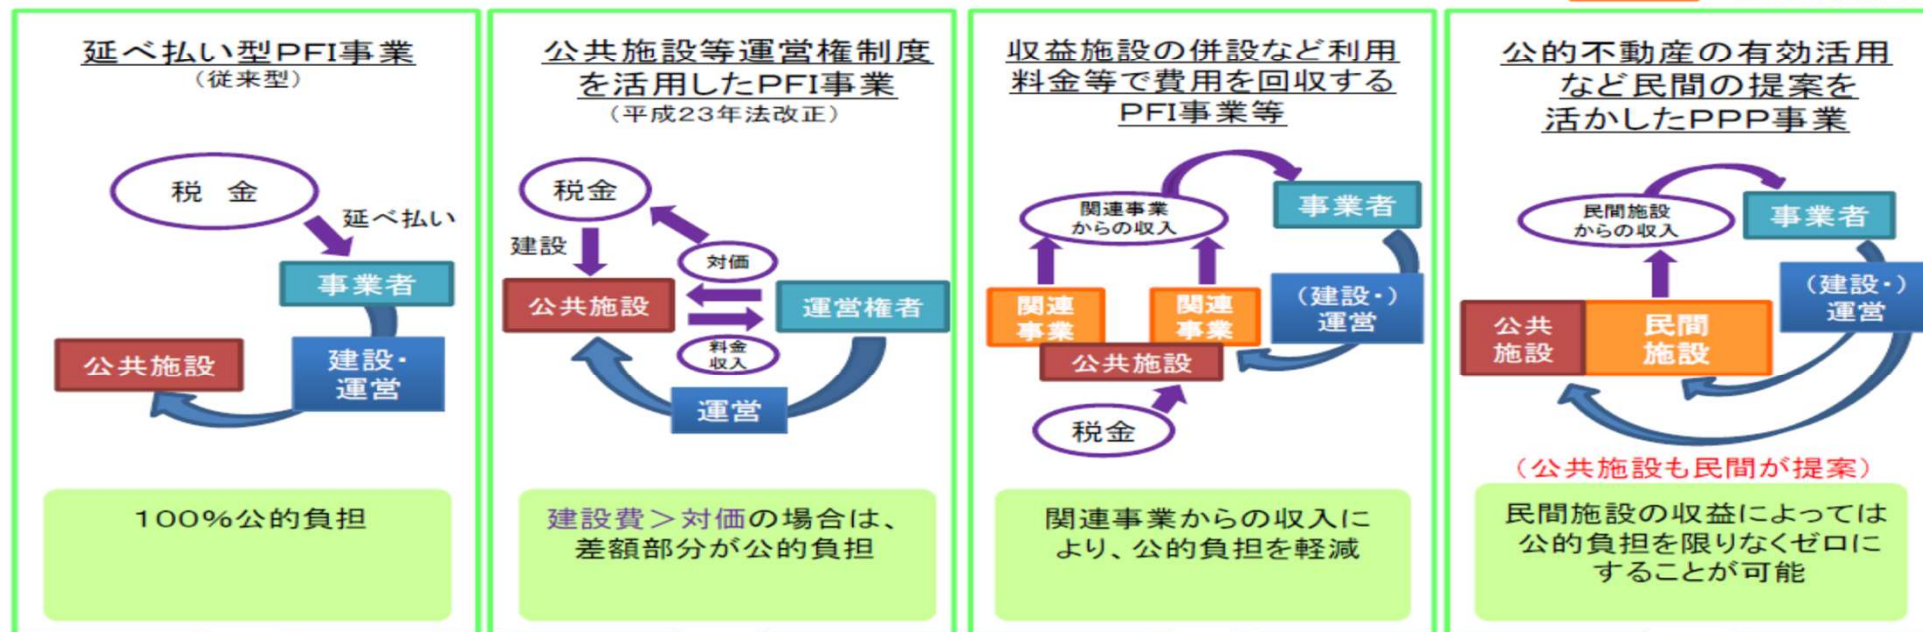 延べ払い型PFI事業
(従来型)
税 金
延べ払い
事業者
公共施設
建設・
運営
100%公的負担
公共施設等運営権制度
を活用したPFI事業
(平成23年法改正)
税金
建設
対価
公共施設
運営権者
料金
収入
運営
建設費>対価の場合は、
差額部分が公的負担
収益施設の併設など利用
料金等で費用を回収する
PFI事業等
関連事業
からの収入
事業者
関連
事業
関連
事業
(建設・)
運営
公共施設
税金
関連事業からの収入に
より、公的負担を軽減
公的不動産の有効活用
など民間の提案を
活かしたPPP事業
民間施設
からの収入
事業者
(建設・)
運営
公共
施設
民間
施設
(公共施設も民間が提案)
民間施設の収益によっては
公的負担を限りなくゼロに
することが可能